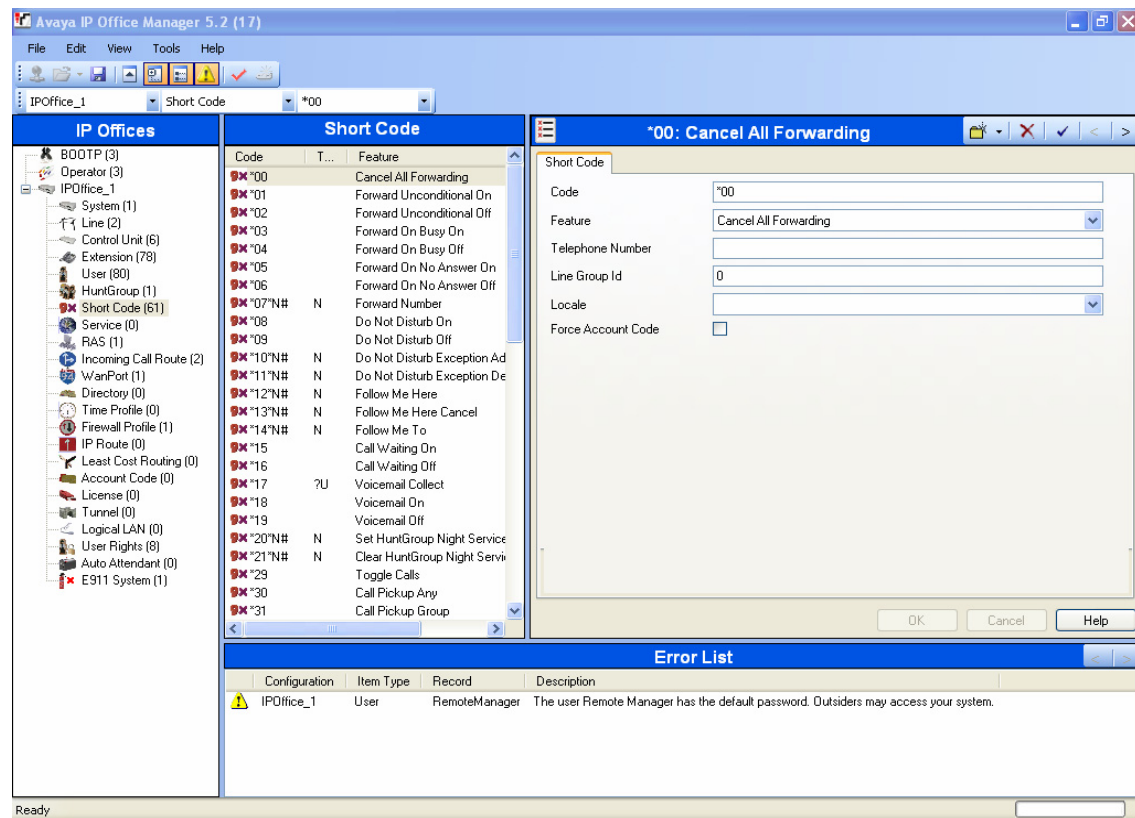 Avaya IP Office Manager 5.2 (17)
File Edit View Tools Help
IPOffice_1 Short Code *00
IP Offices
BOOTP (3)
Operator (3)
IPOffice_1
System (1)
Line (2)
Control Unit (6)
Extension (78)
User (80)
HuntGroup (1)
Short Code (61)
Service (0)
RAS (1)
Incoming Call Route (2)
WanPort (1)
Directory (0)
Time Profile (0)
Firewall Profile (1)
IP Route (0)
Least Cost Routing (0)
Account Code (0)
License (0)
Tunnel (0)
Logical LAN (0)
User Rights (8)
Auto Attendant (0)
E911 System (1)
Short Code
Code T... Feature
*00 Cancel All Forwarding
*01 Forward Unconditional On
*02 Forward Unconditional Off
*03 Forward On Busy On
*04 Forward On Busy Off
*05 Forward On No Answer On
*06 Forward On No Answer Off
*07*N# N Forward Number
*08 Do Not Disturb On
*09 Do Not Disturb Off
*10*N# N Do Not Disturb Exception Ad
*11*N# N Do Not Disturb Exception De
*12*N# N Follow Me Here
*13*N# N Follow Me Here Cancel
*14*N# N Follow Me To
*15 Call Waiting On
*16 Call Waiting Off
*17 ?U Voicemail Collect
*18 Voicemail On
*19 Voicemail Off
*20*N# N Set HuntGroup Night Service
*21*N# N Clear HuntGroup Night Servi
*29 Toggle Calls
*30 Call Pickup Any
*31 Call Pickup Group
*00: Cancel All Forwarding
Short Code
Code *00
Feature Cancel All Forwarding
Telephone Number
Line Group Id 0
Locale
Force Account Code
OK Cancel Help
Error List
Configuration Item Type Record Description
IPOffice_1 User RemoteManager The user Remote Manager has the default password. Outsiders may access your system.
Ready